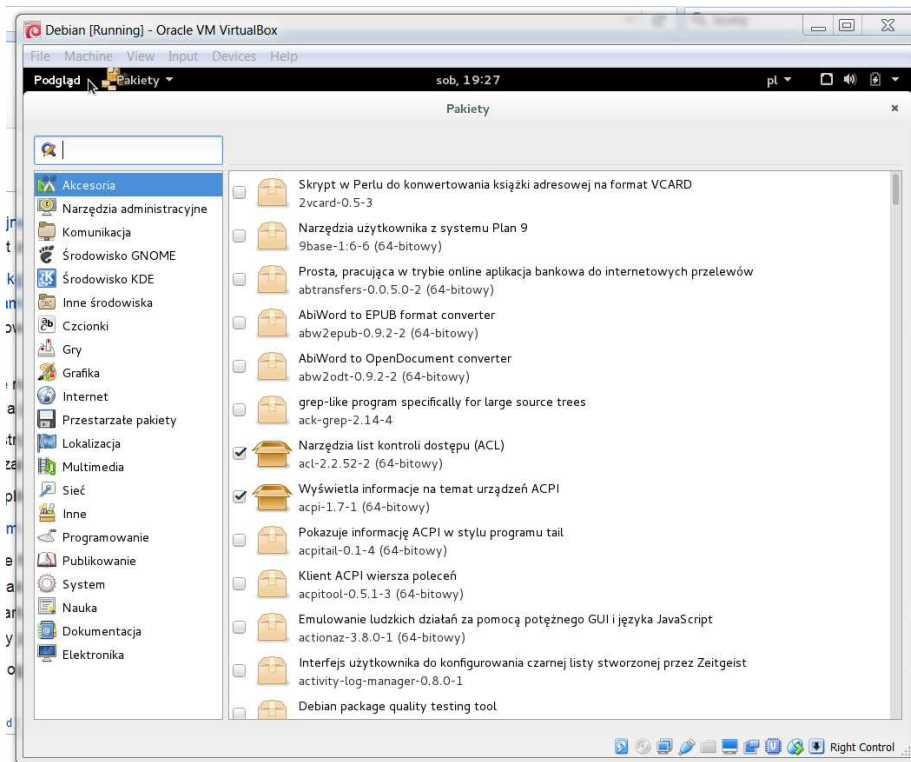 Debian [Running] - Oracle VM VirtualBox
File Machine View Input Devices Help
Podgląd Pakiety sob, 19:27 pl
Pakiety
Akcesoria
Narzędzia administracyjne
Komunikacja
Środowisko GNOME
Środowisko KDE
Inne środowiska
Czcionki
Gry
Grafika
Internet
Przestarzałe pakiety
Lokalizacja
Multimedia
Sieć
Inne
Programowanie
Publikowanie
System
Nauka
Dokumentacja
Elektronika
Skrypt w Perlu do konwertowania książki adresowej na format VCARD
2vcard-0.5-3
Narzędzia użytkownika z systemu Plan 9
9base-1:6-6 (64-bitowy)
Prosta, pracująca w trybie online aplikacja bankowa do internetowych przelewów
abtransfers-0.0.5.0-2 (64-bitowy)
AbiWord to EPUB format converter
abw2epub-0.9.2-2 (64-bitowy)
AbiWord to OpenDocument converter
abw2odt-0.9.2-2 (64-bitowy)
grep-like program specifically for large source trees
ack-grep-2.14-4
Narzędzia list kontroli dostępu (ACL)
acl-2.2.52-2 (64-bitowy)
Wyświetla informacje na temat urządzeń ACPI
acpi-1.7-1 (64-bitowy)
Pokazuje informację ACPI w stylu programu tail
acpitail-0.1-4 (64-bitowy)
Klient ACPI wiersza poleceń
acpitool-0.5.1-3 (64-bitowy)
Emulowanie ludzkich działań za pomocą potężnego GUI i języka JavaScript
actionaz-3.8.0-1 (64-bitowy)
Interfejs użytkownika do konfigurowania czarnej listy stworzonej przez Zeitgeist
activity-log-manager-0.8.0-1
Debian package quality testing tool
Right Control